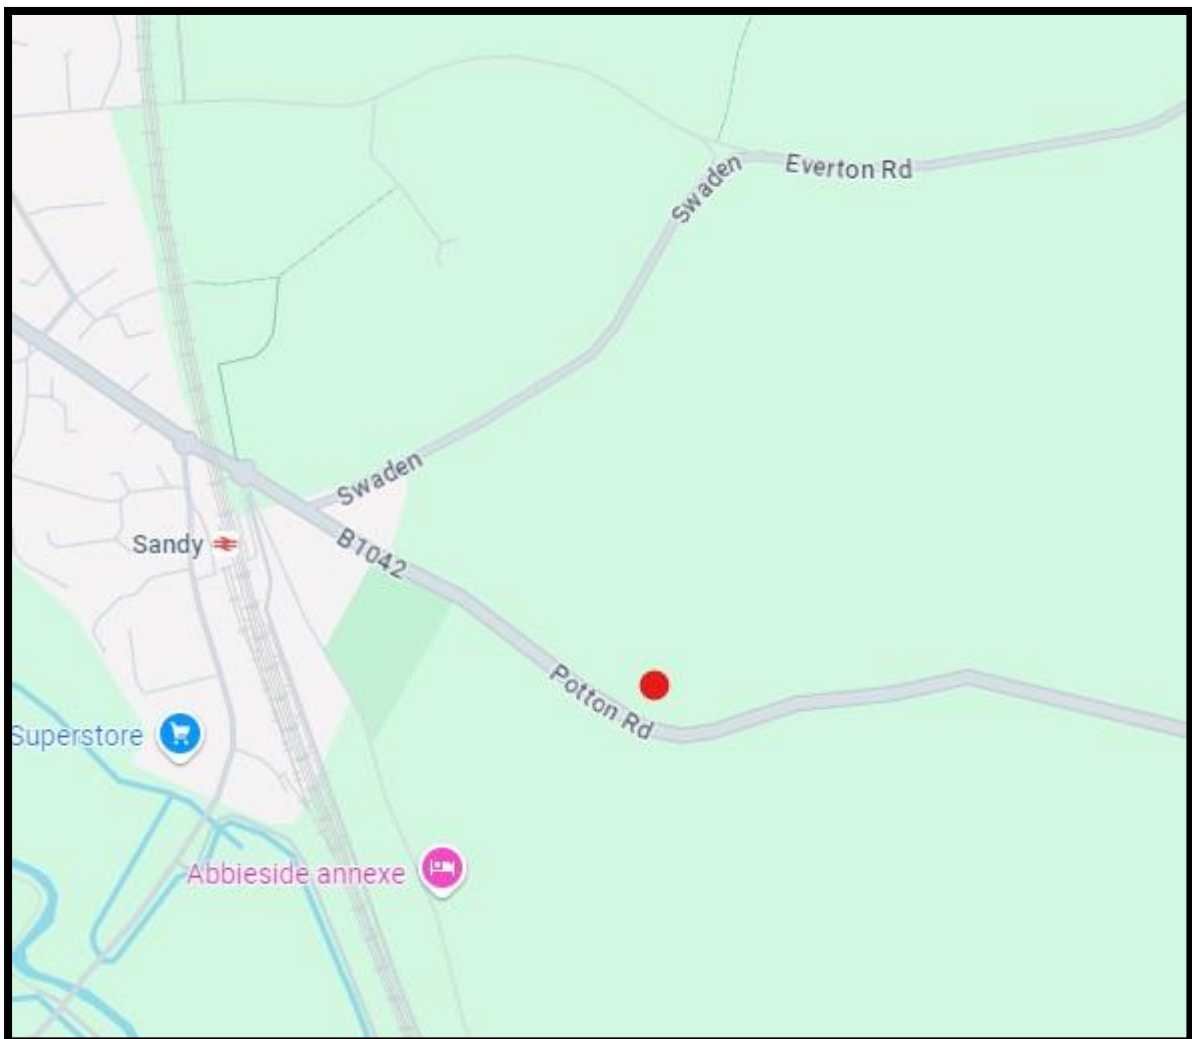 Everton Rd
Swaden
Swaden
B1042
Sandy
Potton Rd
Superstore
Abbieside annexe